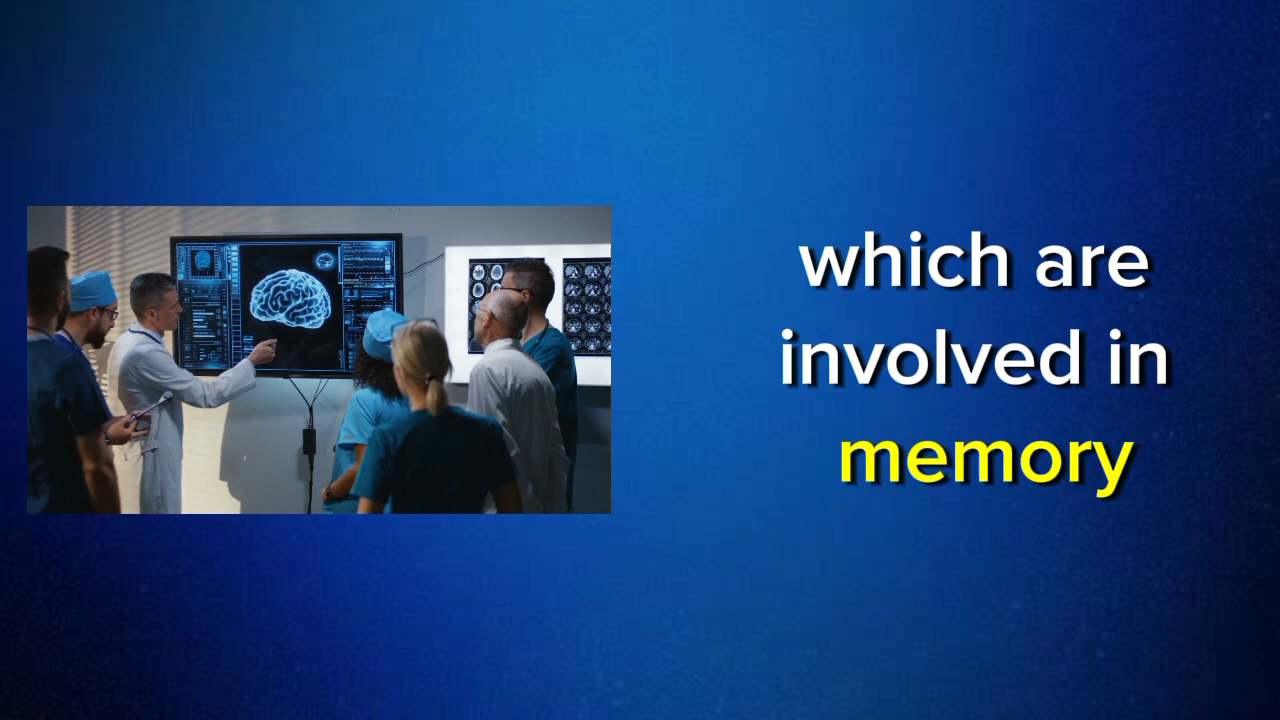 which are
involved in
memory